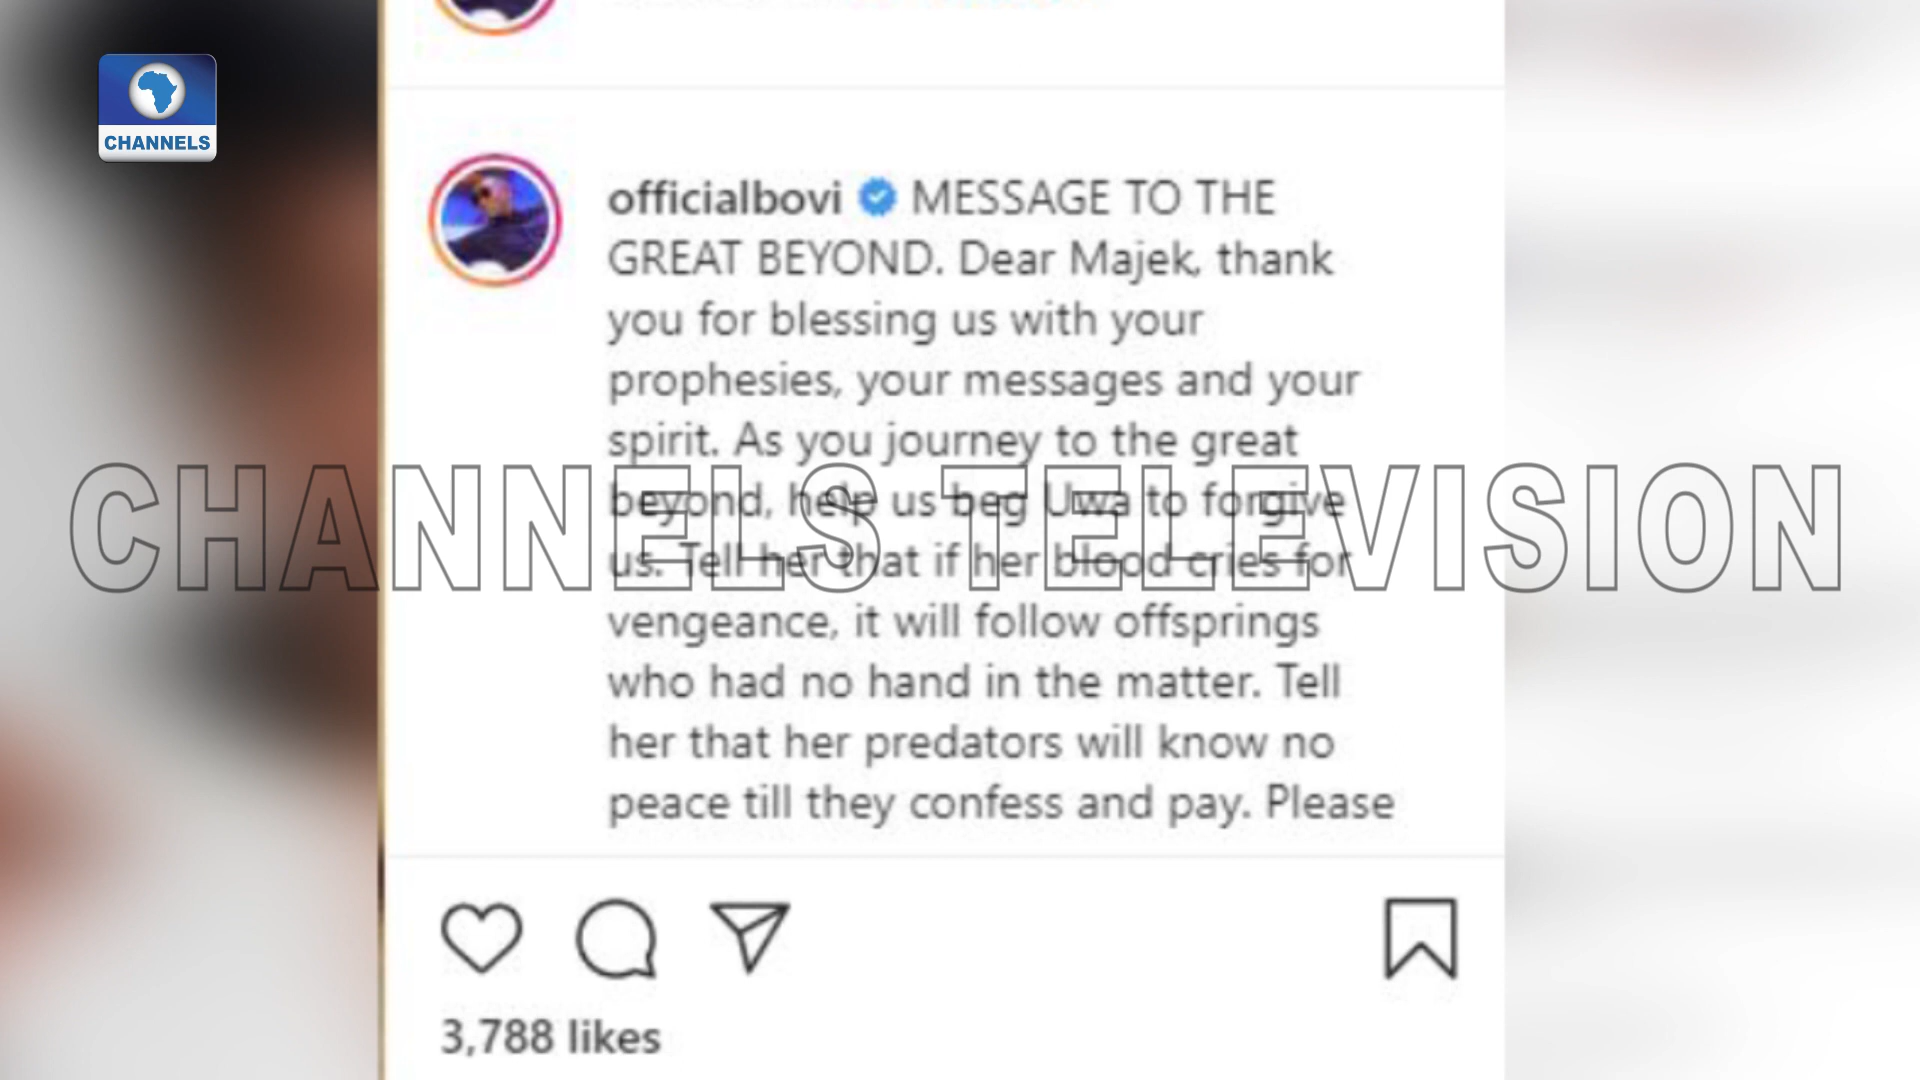 CHANNELS
officialbovi MESSAGE TO THE
GREAT BEYOND. Dear Majek, thank
you for blessing us with your
prophesies, your messages and your
spirit. As you journey to the great
beyond, help us beg Uwa to forgive
us. Tell her that if her blood cries for
vengeance, it will follow offsprings
who had no hand in the matter. Tell
her that her predators will know no
peace till they confess and pay. Please
CHANNELS TELEVISION
3,788 likes